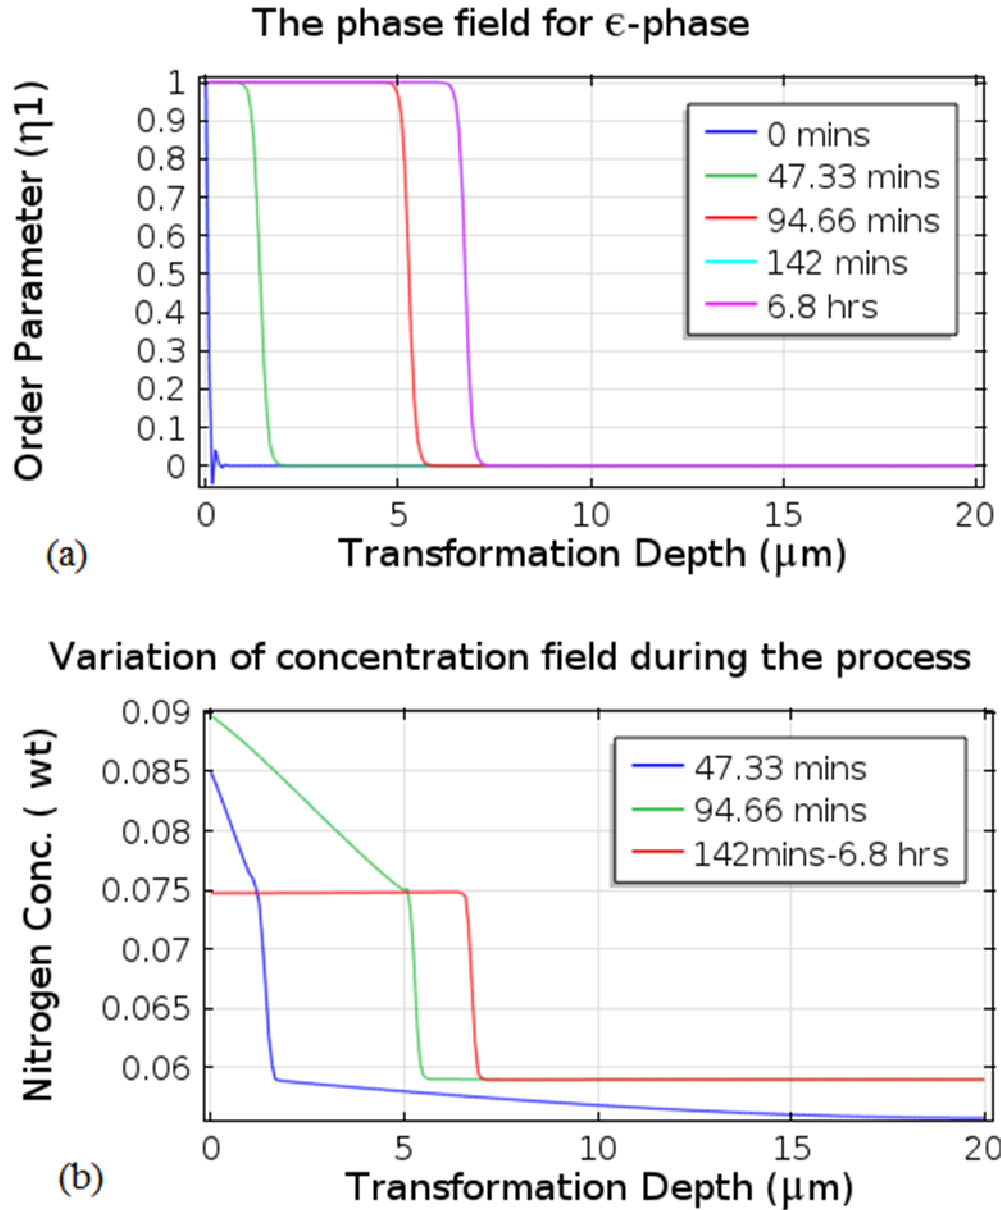 The phase field for ϵ-phase
Order Parameter (η1)
1
0.9
0.8
0.7
0.6
0.5
0.4
0.3
0.2
0.1
0
0 mins
47.33 mins
94.66 mins
142 mins
6.8 hrs
0 5 10 15 20
(a) Transformation Depth (μm)
Variation of concentration field during the process
Nitrogen Conc. ( wt)
0.09
0.085
0.08
0.075
0.07
0.065
0.06
47.33 mins
94.66 mins
142mins-6.8 hrs
0 5 10 15 20
(b) Transformation Depth (μm)